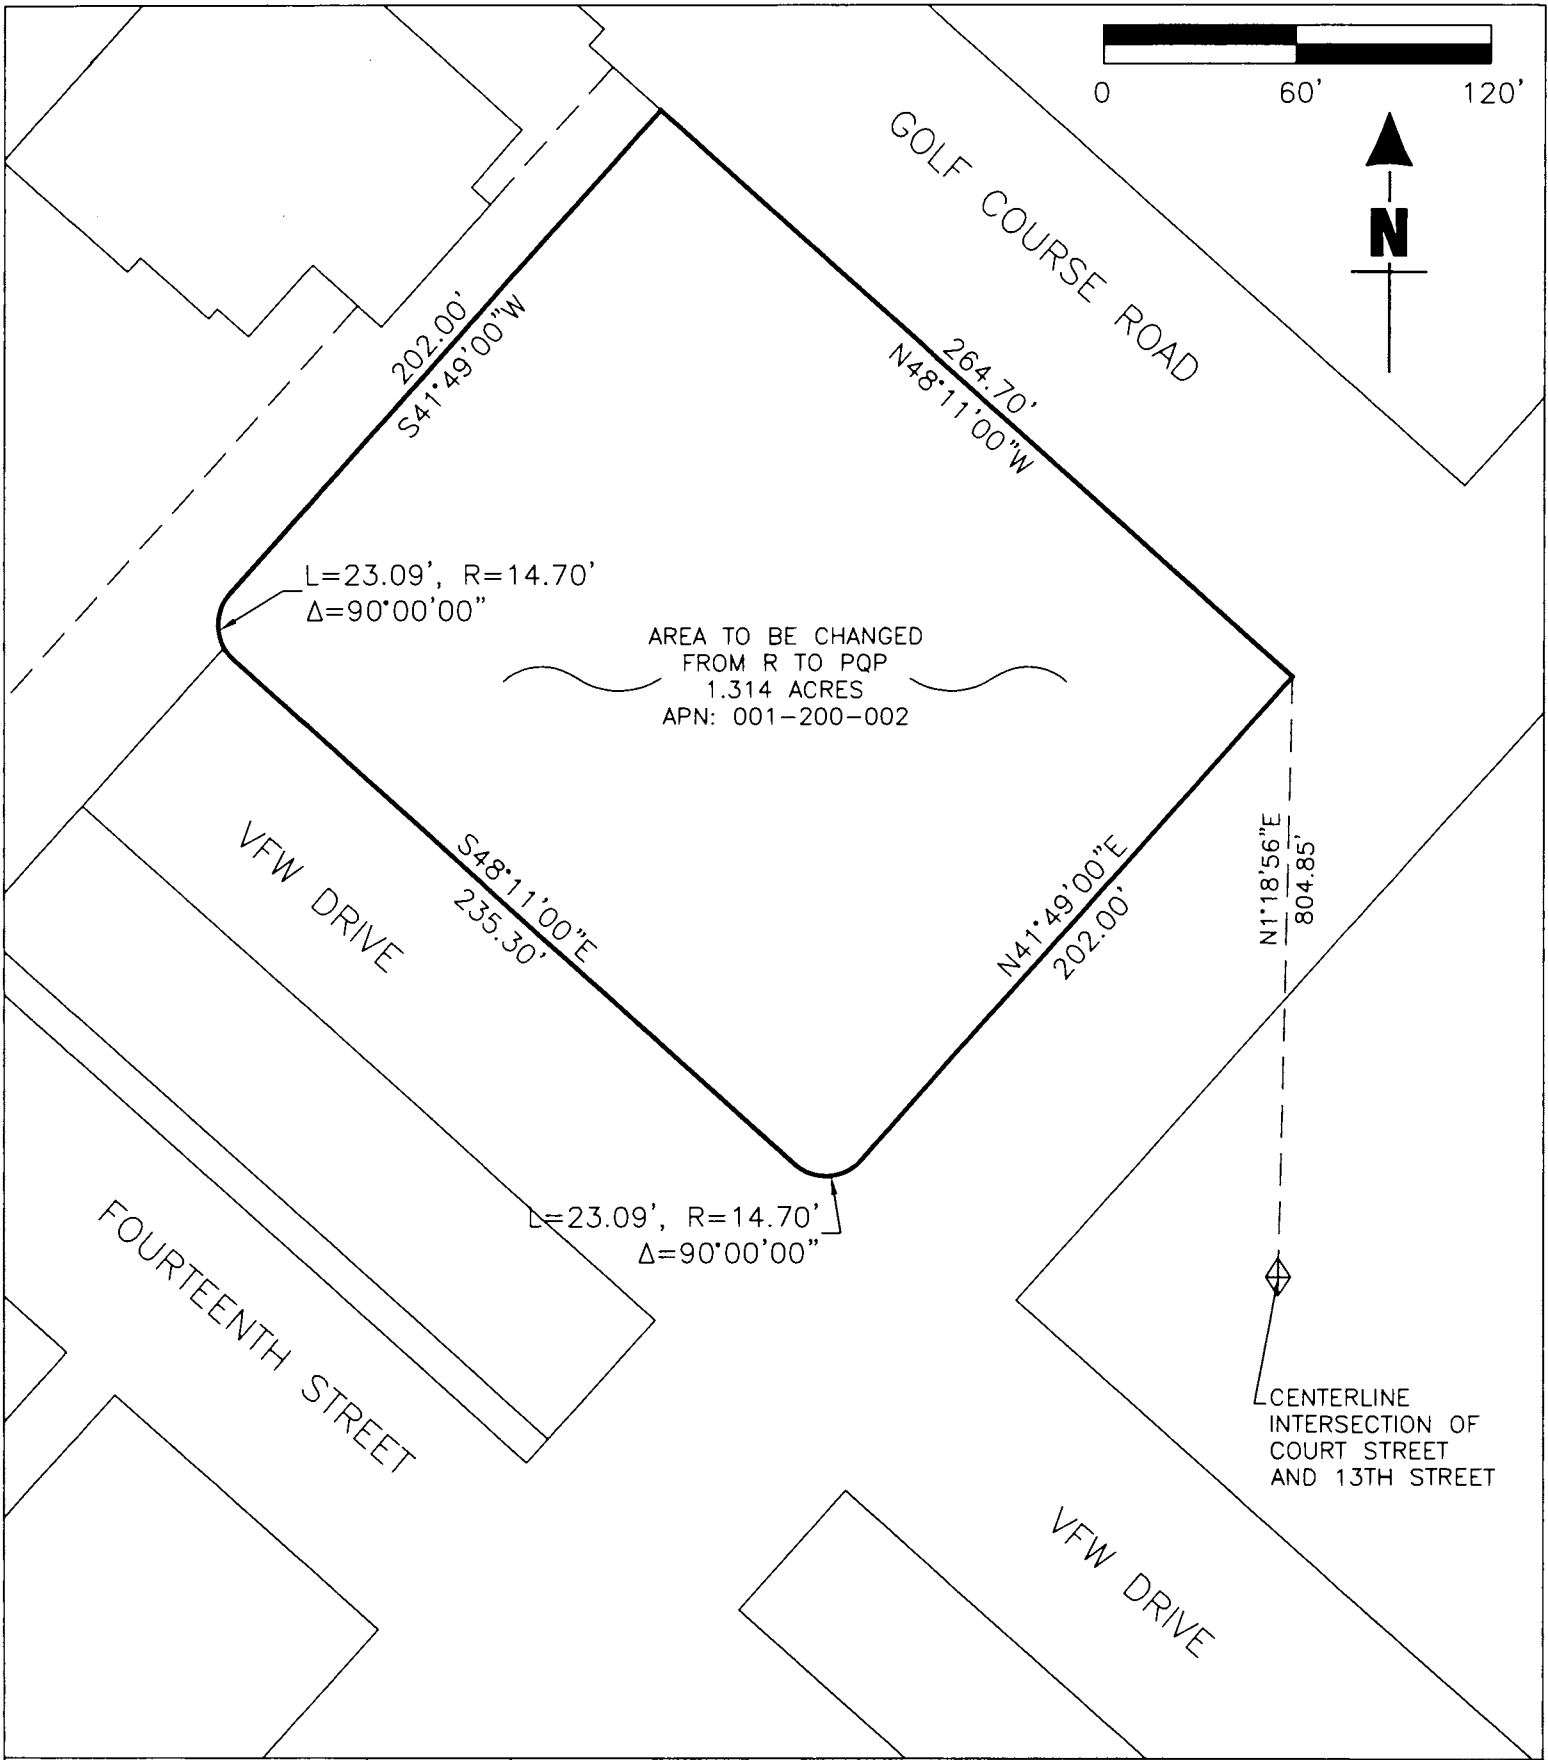 0 60' 120'
N
GOLF COURSE ROAD
202.00'
S41°49'00"W
264.70'
N48°11'00"W
L=23.09', R=14.70'
Δ=90°00'00"
AREA TO BE CHANGED
FROM R TO PQP
1.314 ACRES
APN: 001-200-002
VFW DRIVE
S48°11'00"E
235.30'
N41°49'00"E
202.00'
N1°18'56"E
804.85'
L=23.09', R=14.70'
Δ=90°00'00"
FOURTEENTH STREET
CENTERLINE
INTERSECTION OF
COURT STREET
AND 13TH STREET
VFW DRIVE